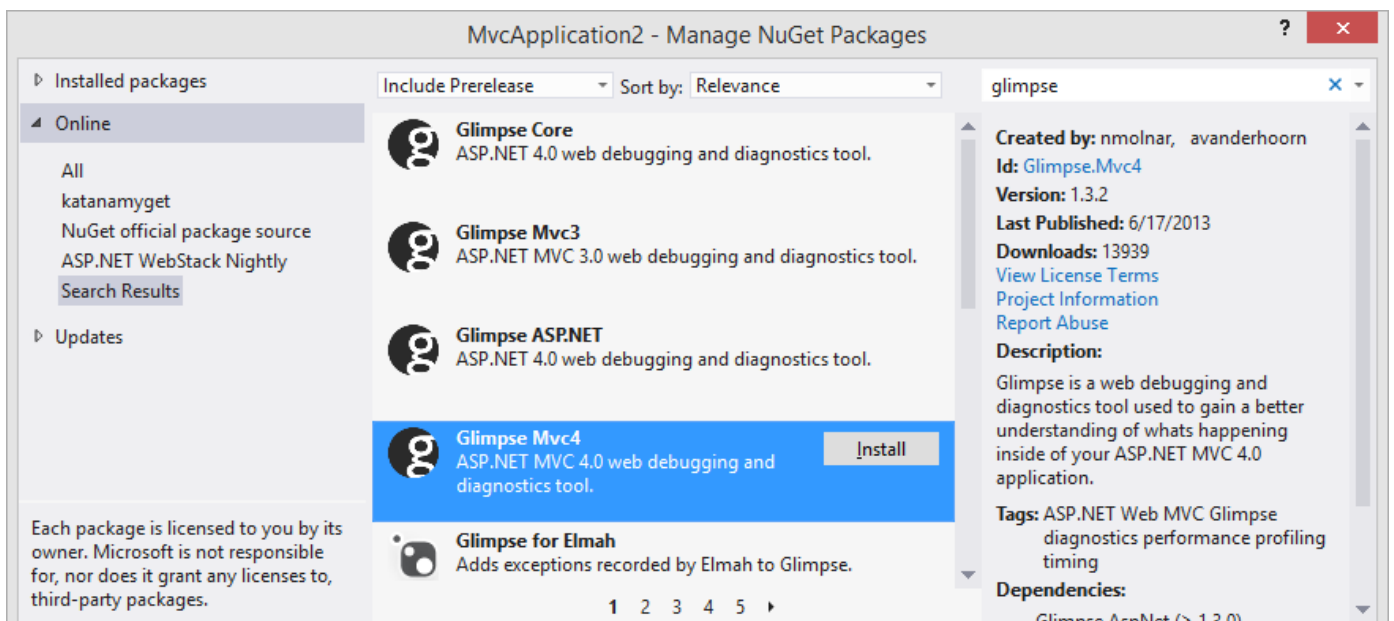 MvcApplication2 - Manage NuGet Packages
?
Installed packages
Online
All
katanamyget
NuGet official package source
ASP.NET WebStack Nightly
Search Results
Updates
Each package is licensed to you by its
owner. Microsoft is not responsible
for, nor does it grant any licenses to,
third-party packages.
Include Prerelease
Sort by: Relevance
Glimpse Core
ASP.NET 4.0 web debugging and diagnostics tool.
Glimpse Mvc3
ASP.NET MVC 3.0 web debugging and diagnostics tool.
Glimpse ASP.NET
ASP.NET 4.0 web debugging and diagnostics tool.
Glimpse Mvc4
ASP.NET MVC 4.0 web debugging and
diagnostics tool.
Install
Glimpse for Elmah
Adds exceptions recorded by Elmah to Glimpse.
1 2 3 4 5
glimpse
Created by: nmolnar, avanderhoorn
Id: Glimpse.Mvc4
Version: 1.3.2
Last Published: 6/17/2013
Downloads: 13939
View License Terms
Project Information
Report Abuse
Description:
Glimpse is a web debugging and
diagnostics tool used to gain a better
understanding of whats happening
inside of your ASP.NET MVC 4.0
application.
Tags: ASP.NET Web MVC Glimpse
diagnostics performance profiling
timing
Dependencies:
Glimpse.AspNet (≥ 1.3.0)